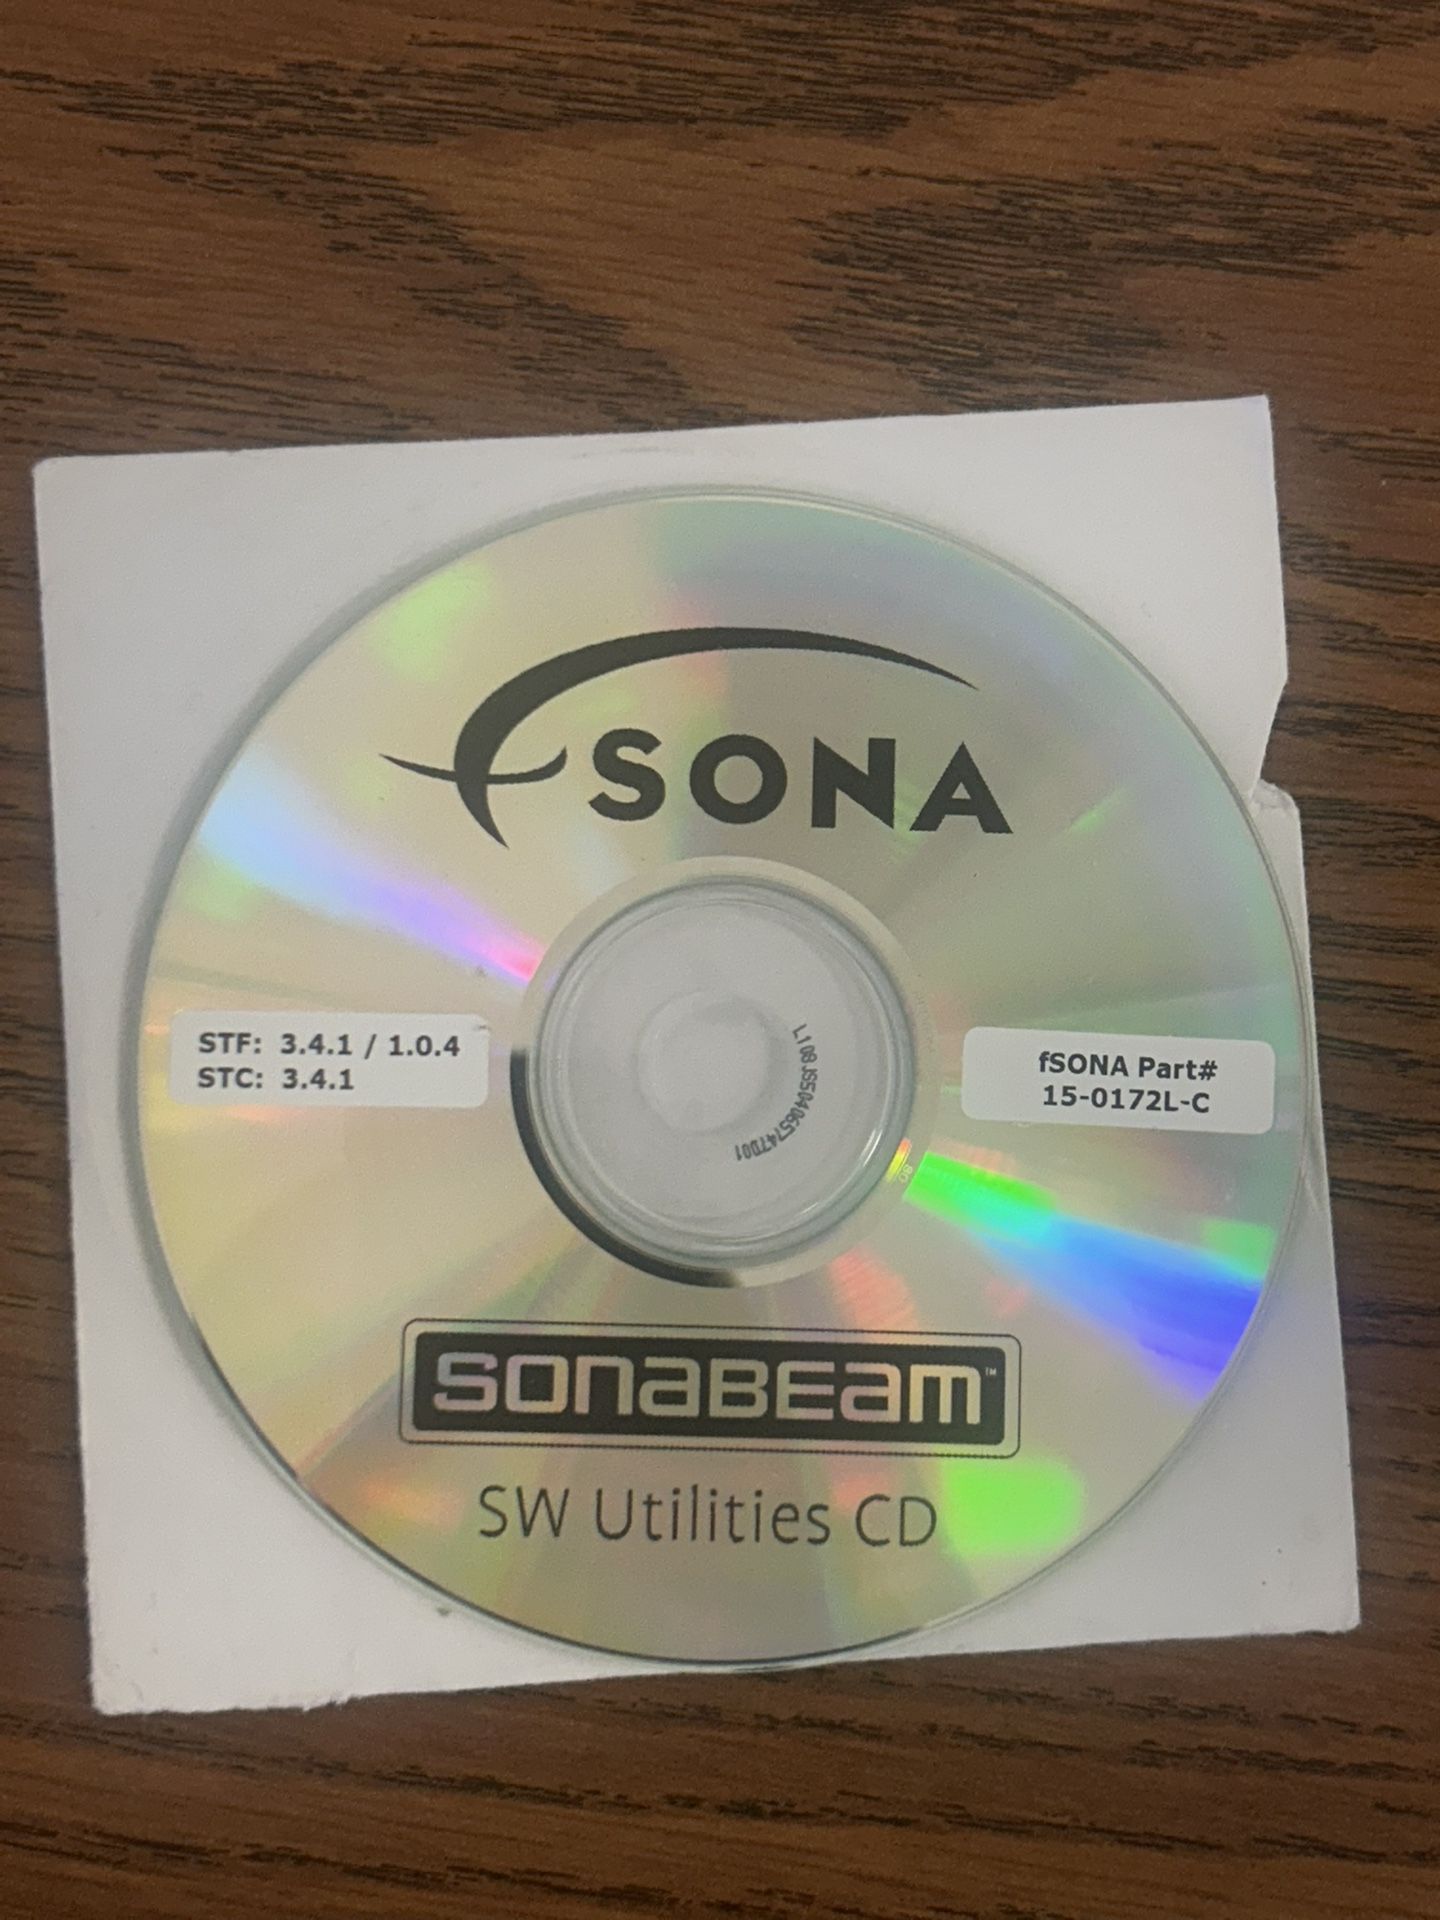 fSONA
STF: 3.4.1 / 1.0.4
STC: 3.4.1
fSONA Part#
15-0172L-C
SONABEAM™
SW Utilities CD